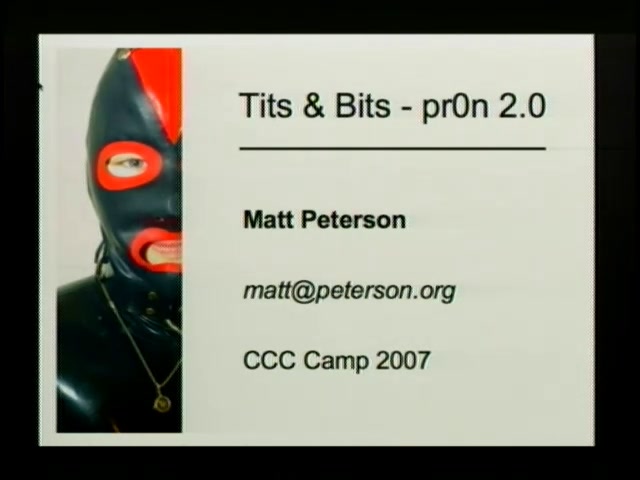 Tits & Bits - pr0n 2.0
Matt Peterson
matt@peterson.org
CCC Camp 2007